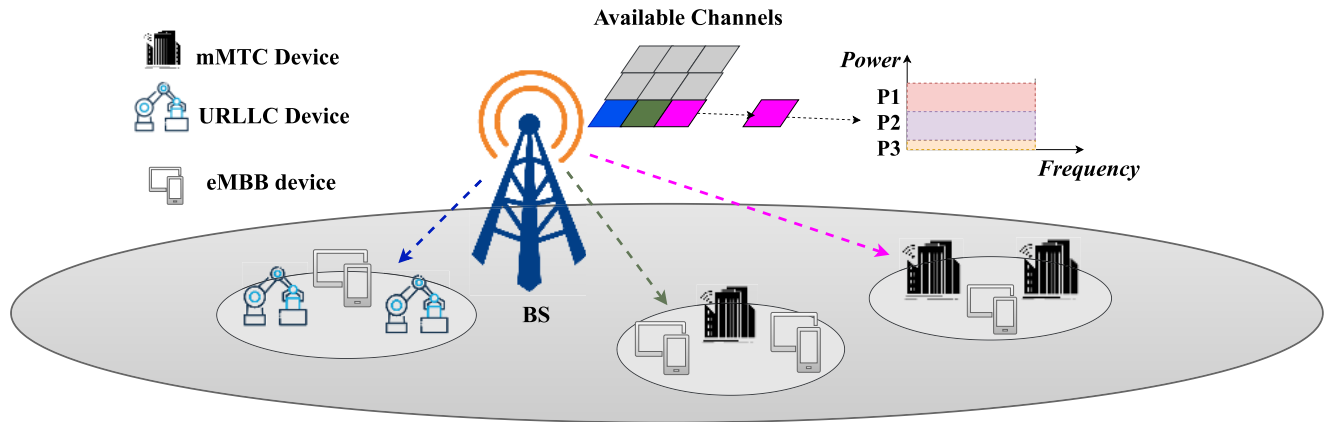 Available Channels
mMTC Device
URLLC Device
eMBB device
Power
P1
P2
P3
Frequency
BS